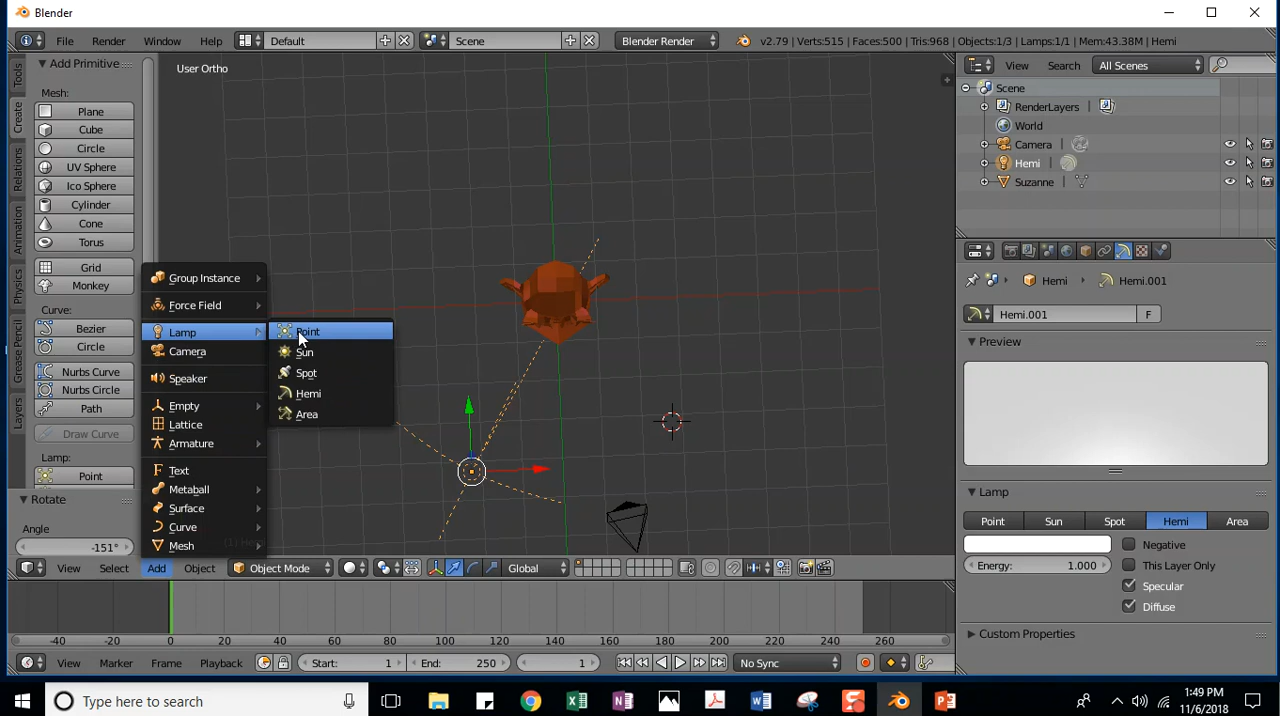 Blender
File Render Window Help Default Scene Blender Render v2.79 | Verts:515 | Faces:500 | Tris:968 | Objects:1/3 | Lamps:1/1 | Mem:43.38M | Hemi
View Search All Scenes
Tools
Create
Relations
Animation
Physics
Grease Pencil
Layers
Add Primitive
Mesh:
Plane
Cube
Circle
UV Sphere
Ico Sphere
Cylinder
Cone
Torus
Grid
Monkey
Curve:
Bezier
Circle
Nurbs Curve
Nurbs Circle
Path
Draw Curve
Lamp:
Point
Rotate
Angle
-151°
User Ortho
Group Instance
Force Field
Lamp
Camera
Speaker
Empty
Lattice
Armature
Text
Metaball
Surface
Curve
Mesh
Point
Sun
Spot
Hemi
Area
View Select Add Object Object Mode Global
-40 -20 0 20 40 60 80 100 120 140 160 180 200 220 240 260
View Marker Frame Playback Start: 1 End: 250 1 No Sync
Scene
RenderLayers
World
Camera
Hemi
Suzanne
Hemi Hemi.001
Hemi.001 F
Preview
Lamp
Point Sun Spot Hemi Area
Negative
Energy: 1.000 This Layer Only
Specular
Diffuse
Custom Properties
Type here to search
1:49 PM
11/6/2018